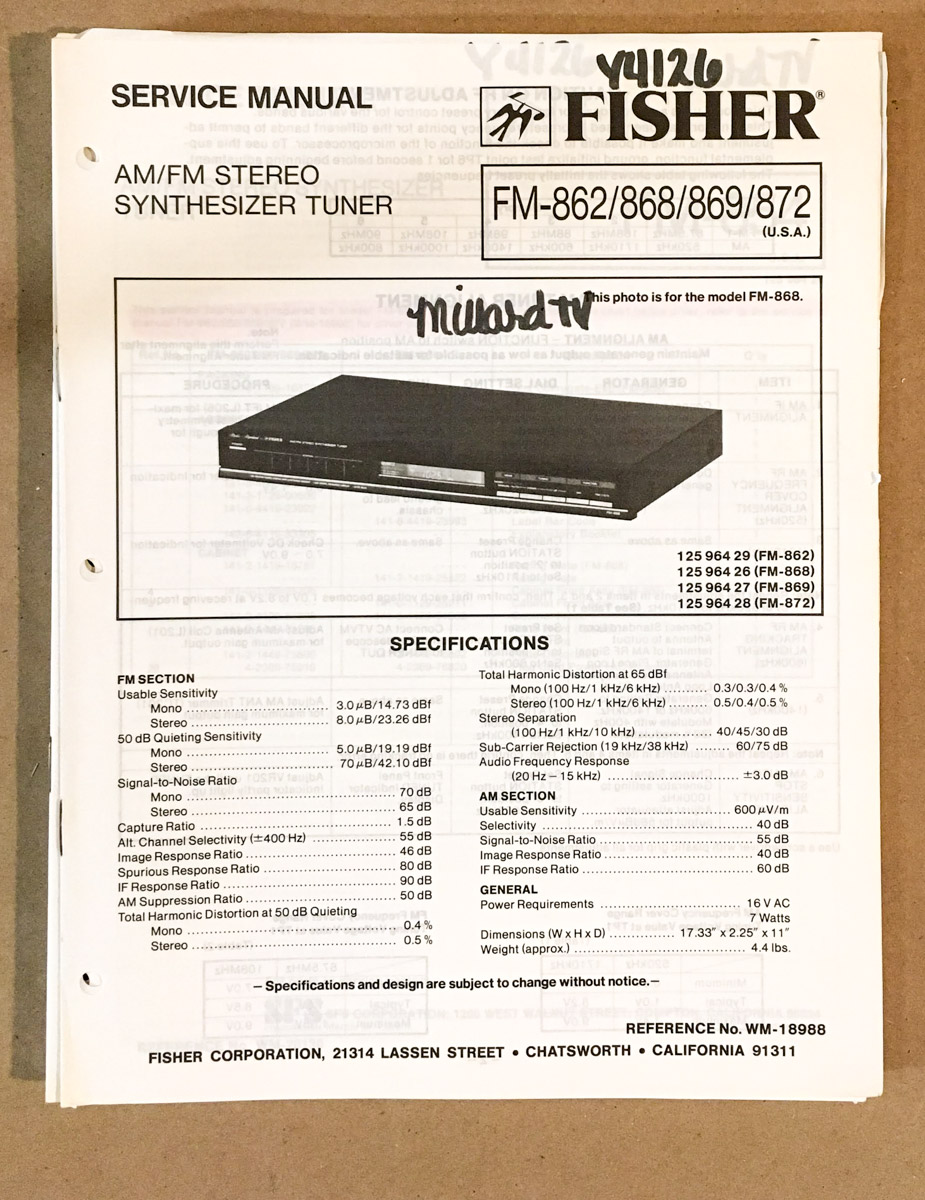 Y4126
SERVICE MANUAL
FISHER®
AM/FM STEREO
SYNTHESIZER TUNER
FM-862/868/869/872
(U.S.A.)
This photo is for the model FM-868.
Millard TV
125 964 29 (FM-862)
125 964 26 (FM-868)
125 964 27 (FM-869)
125 964 28 (FM-872)
SPECIFICATIONS
FM SECTION
Usable Sensitivity
Mono 3.0 μB/14.73 dBf
Stereo 8.0 μB/23.26 dBf
50 dB Quieting Sensitivity
Mono 5.0 μB/19.19 dBf
Stereo 70 μB/42.10 dBf
Signal-to-Noise Ratio
Mono 70 dB
Stereo 65 dB
Capture Ratio 1.5 dB
Alt. Channel Selectivity (±400 Hz) 55 dB
Image Response Ratio 46 dB
Spurious Response Ratio 80 dB
IF Response Ratio 90 dB
AM Suppression Ratio 50 dB
Total Harmonic Distortion at 50 dB Quieting
Mono 0.4 %
Stereo 0.5 %
Total Harmonic Distortion at 65 dBf
Mono (100 Hz/1 kHz/6 kHz) 0.3/0.3/0.4 %
Stereo (100 Hz/1 kHz/6 kHz) 0.5/0.4/0.5 %
Stereo Separation
(100 Hz/1 kHz/10 kHz) 40/45/30 dB
Sub-Carrier Rejection (19 kHz/38 kHz) 60/75 dB
Audio Frequency Response
(20 Hz – 15 kHz) ±3.0 dB
AM SECTION
Usable Sensitivity 600 μV/m
Selectivity 40 dB
Signal-to-Noise Ratio 55 dB
Image Response Ratio 40 dB
IF Response Ratio 60 dB
GENERAL
Power Requirements 16 V AC
7 Watts
Dimensions (W x H x D) 17.33" x 2.25" x 11"
Weight (approx.) 4.4 lbs.
— Specifications and design are subject to change without notice. —
REFERENCE No. WM-18988
FISHER CORPORATION, 21314 LASSEN STREET • CHATSWORTH • CALIFORNIA 91311